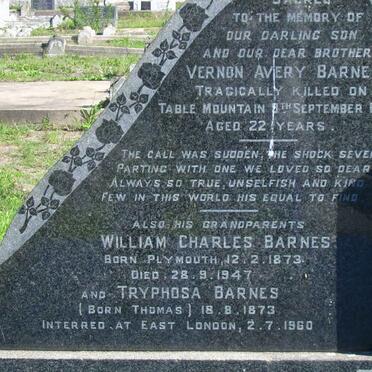 SACRED
TO THE MEMORY OF
OUR DARLING SON
AND OUR DEAR BROTHER
VERNON AVERY BARNE
TRAGICALLY KILLED ON
TABLE MOUNTAIN 8TH SEPTEMBER
AGED 22 YEARS.
THE CALL WAS SUDDEN, THE SHOCK SEVE
PARTING WITH ONE WE LOVED SO DEAR
ALWAYS SO TRUE, UNSELFISH AND KIND
FEW IN THIS WORLD HIS EQUAL TO FIND
ALSO HIS GRANDPARENTS
WILLIAM CHARLES BARNES
BORN PLYMOUTH, 12.2.1873
DIED 28.9.1947
AND TRYPHOSA BARNES
(BORN THOMAS) 18.8.1873
INTERRED AT EAST LONDON, 2.7.1960